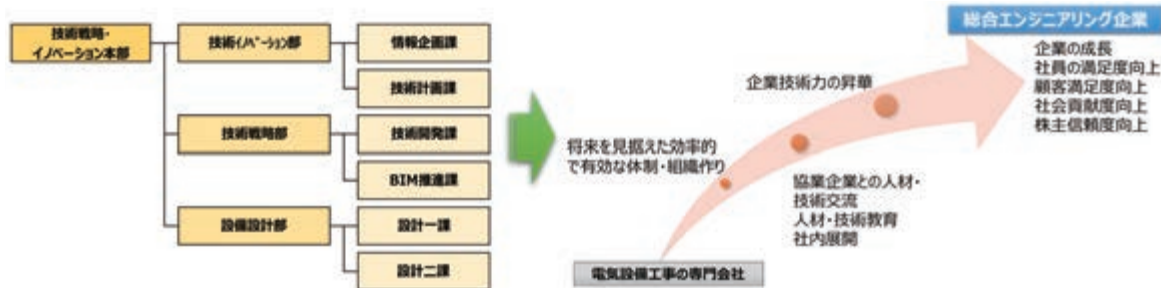 技術戦略・
イノベーション本部
技術イノベーション部
情報企画課
技術計画課
技術戦略部
技術開発課
BIM推進課
設備設計部
設計一課
設計二課
将来を見据えた効率的
で有効な体制・組織作り
電気設備工事の専門会社
企業技術力の昇華
協業企業との人材・
技術交流
人材・技術教育
社内展開
総合エンジニアリング企業
企業の成長
社員の満足度向上
顧客満足度向上
社会貢献度向上
株主信頼度向上